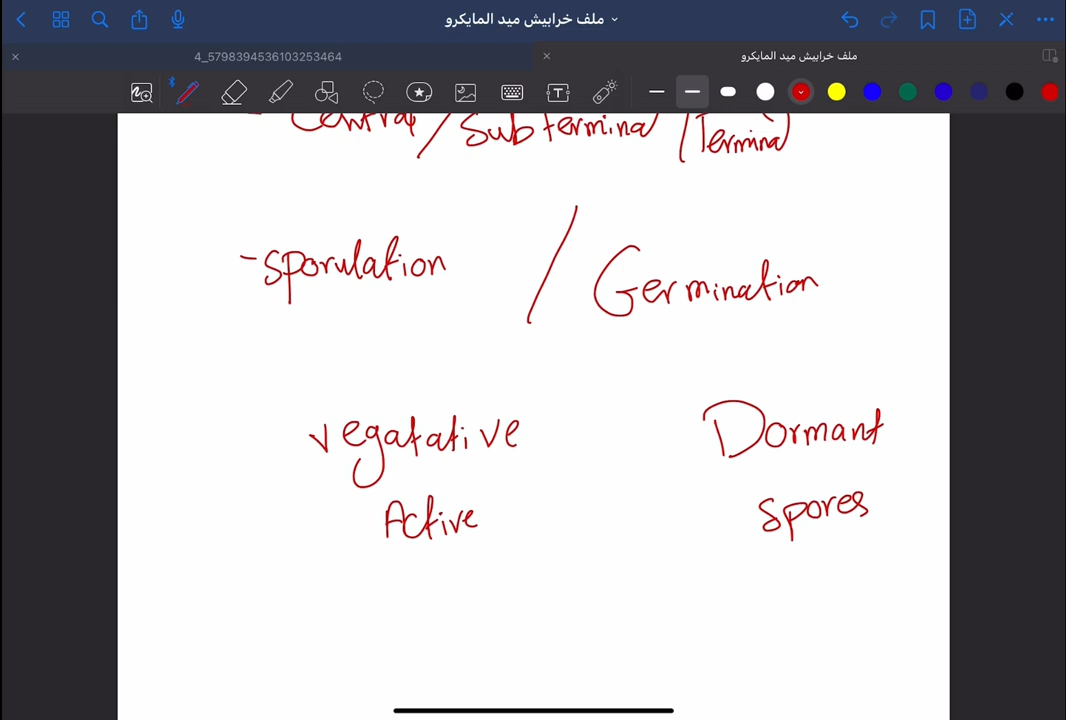 ملف خرابيش ميد المايكرو
4_5798394536103253464
ملف خرابيش ميد المايكرو
- Central / Subterminal / Terminal
- sporulation / Germination
vegatative Dormant
Active spores